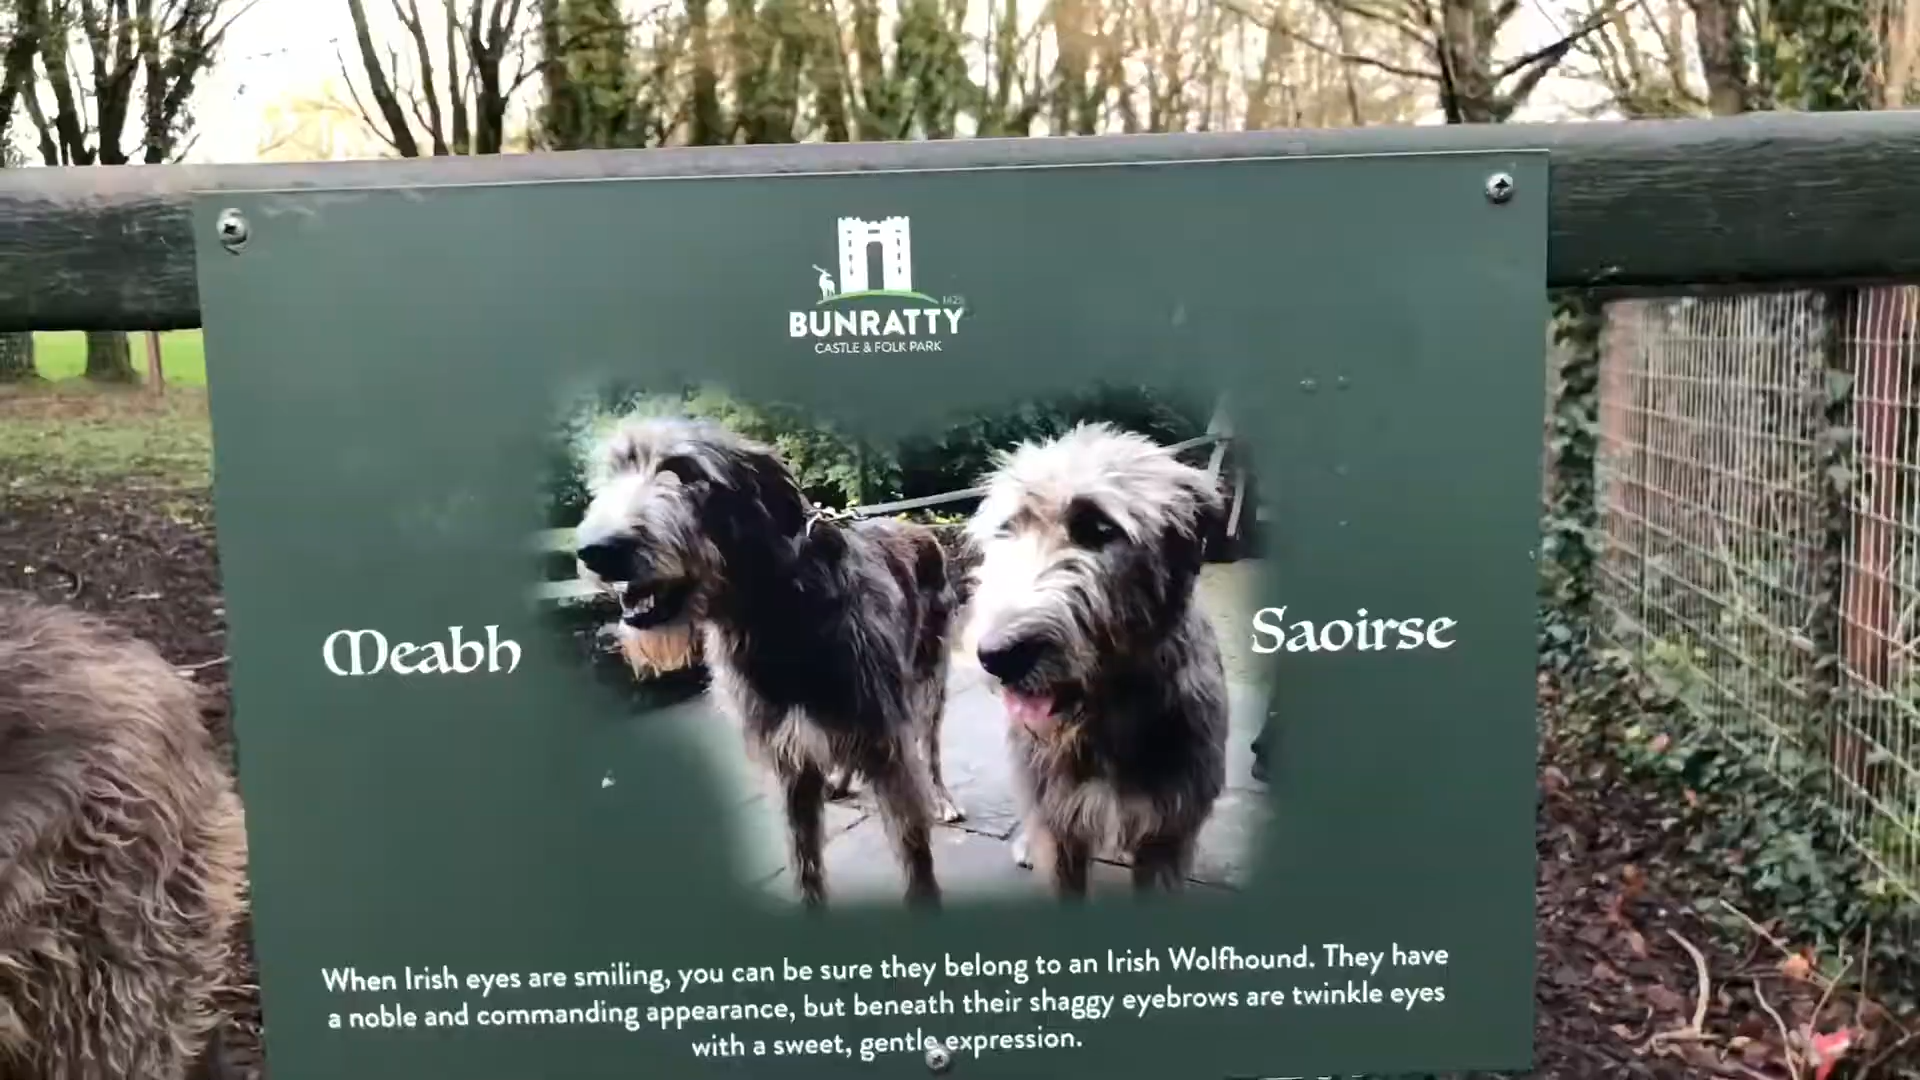 1425
BUNRATTY
CASTLE & FOLK PARK
Meabh
Saoirse
When Irish eyes are smiling, you can be sure they belong to an Irish Wolfhound. They have
a noble and commanding appearance, but beneath their shaggy eyebrows are twinkle eyes
with a sweet, gentle expression.